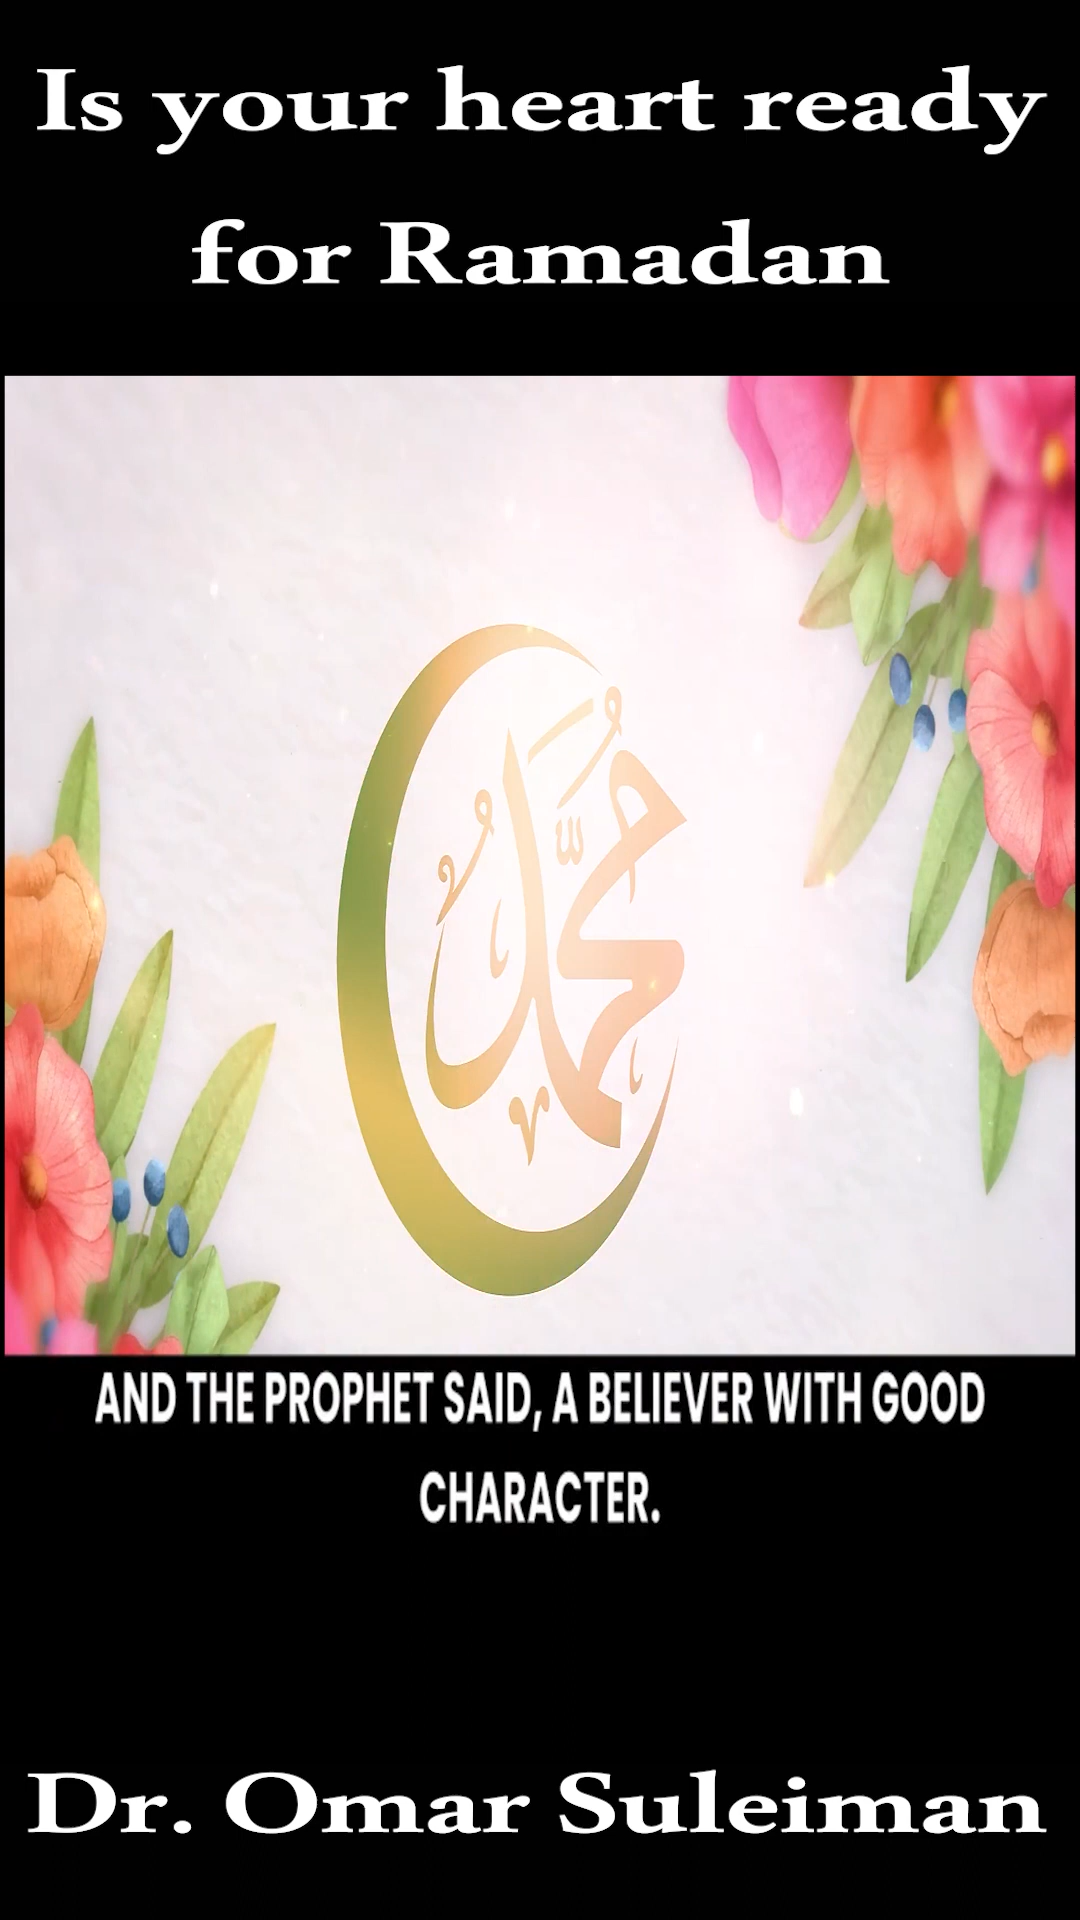 Is your heart ready
for Ramadan
محمد
AND THE PROPHET SAID, A BELIEVER WITH GOOD
CHARACTER.
Dr. Omar Suleiman